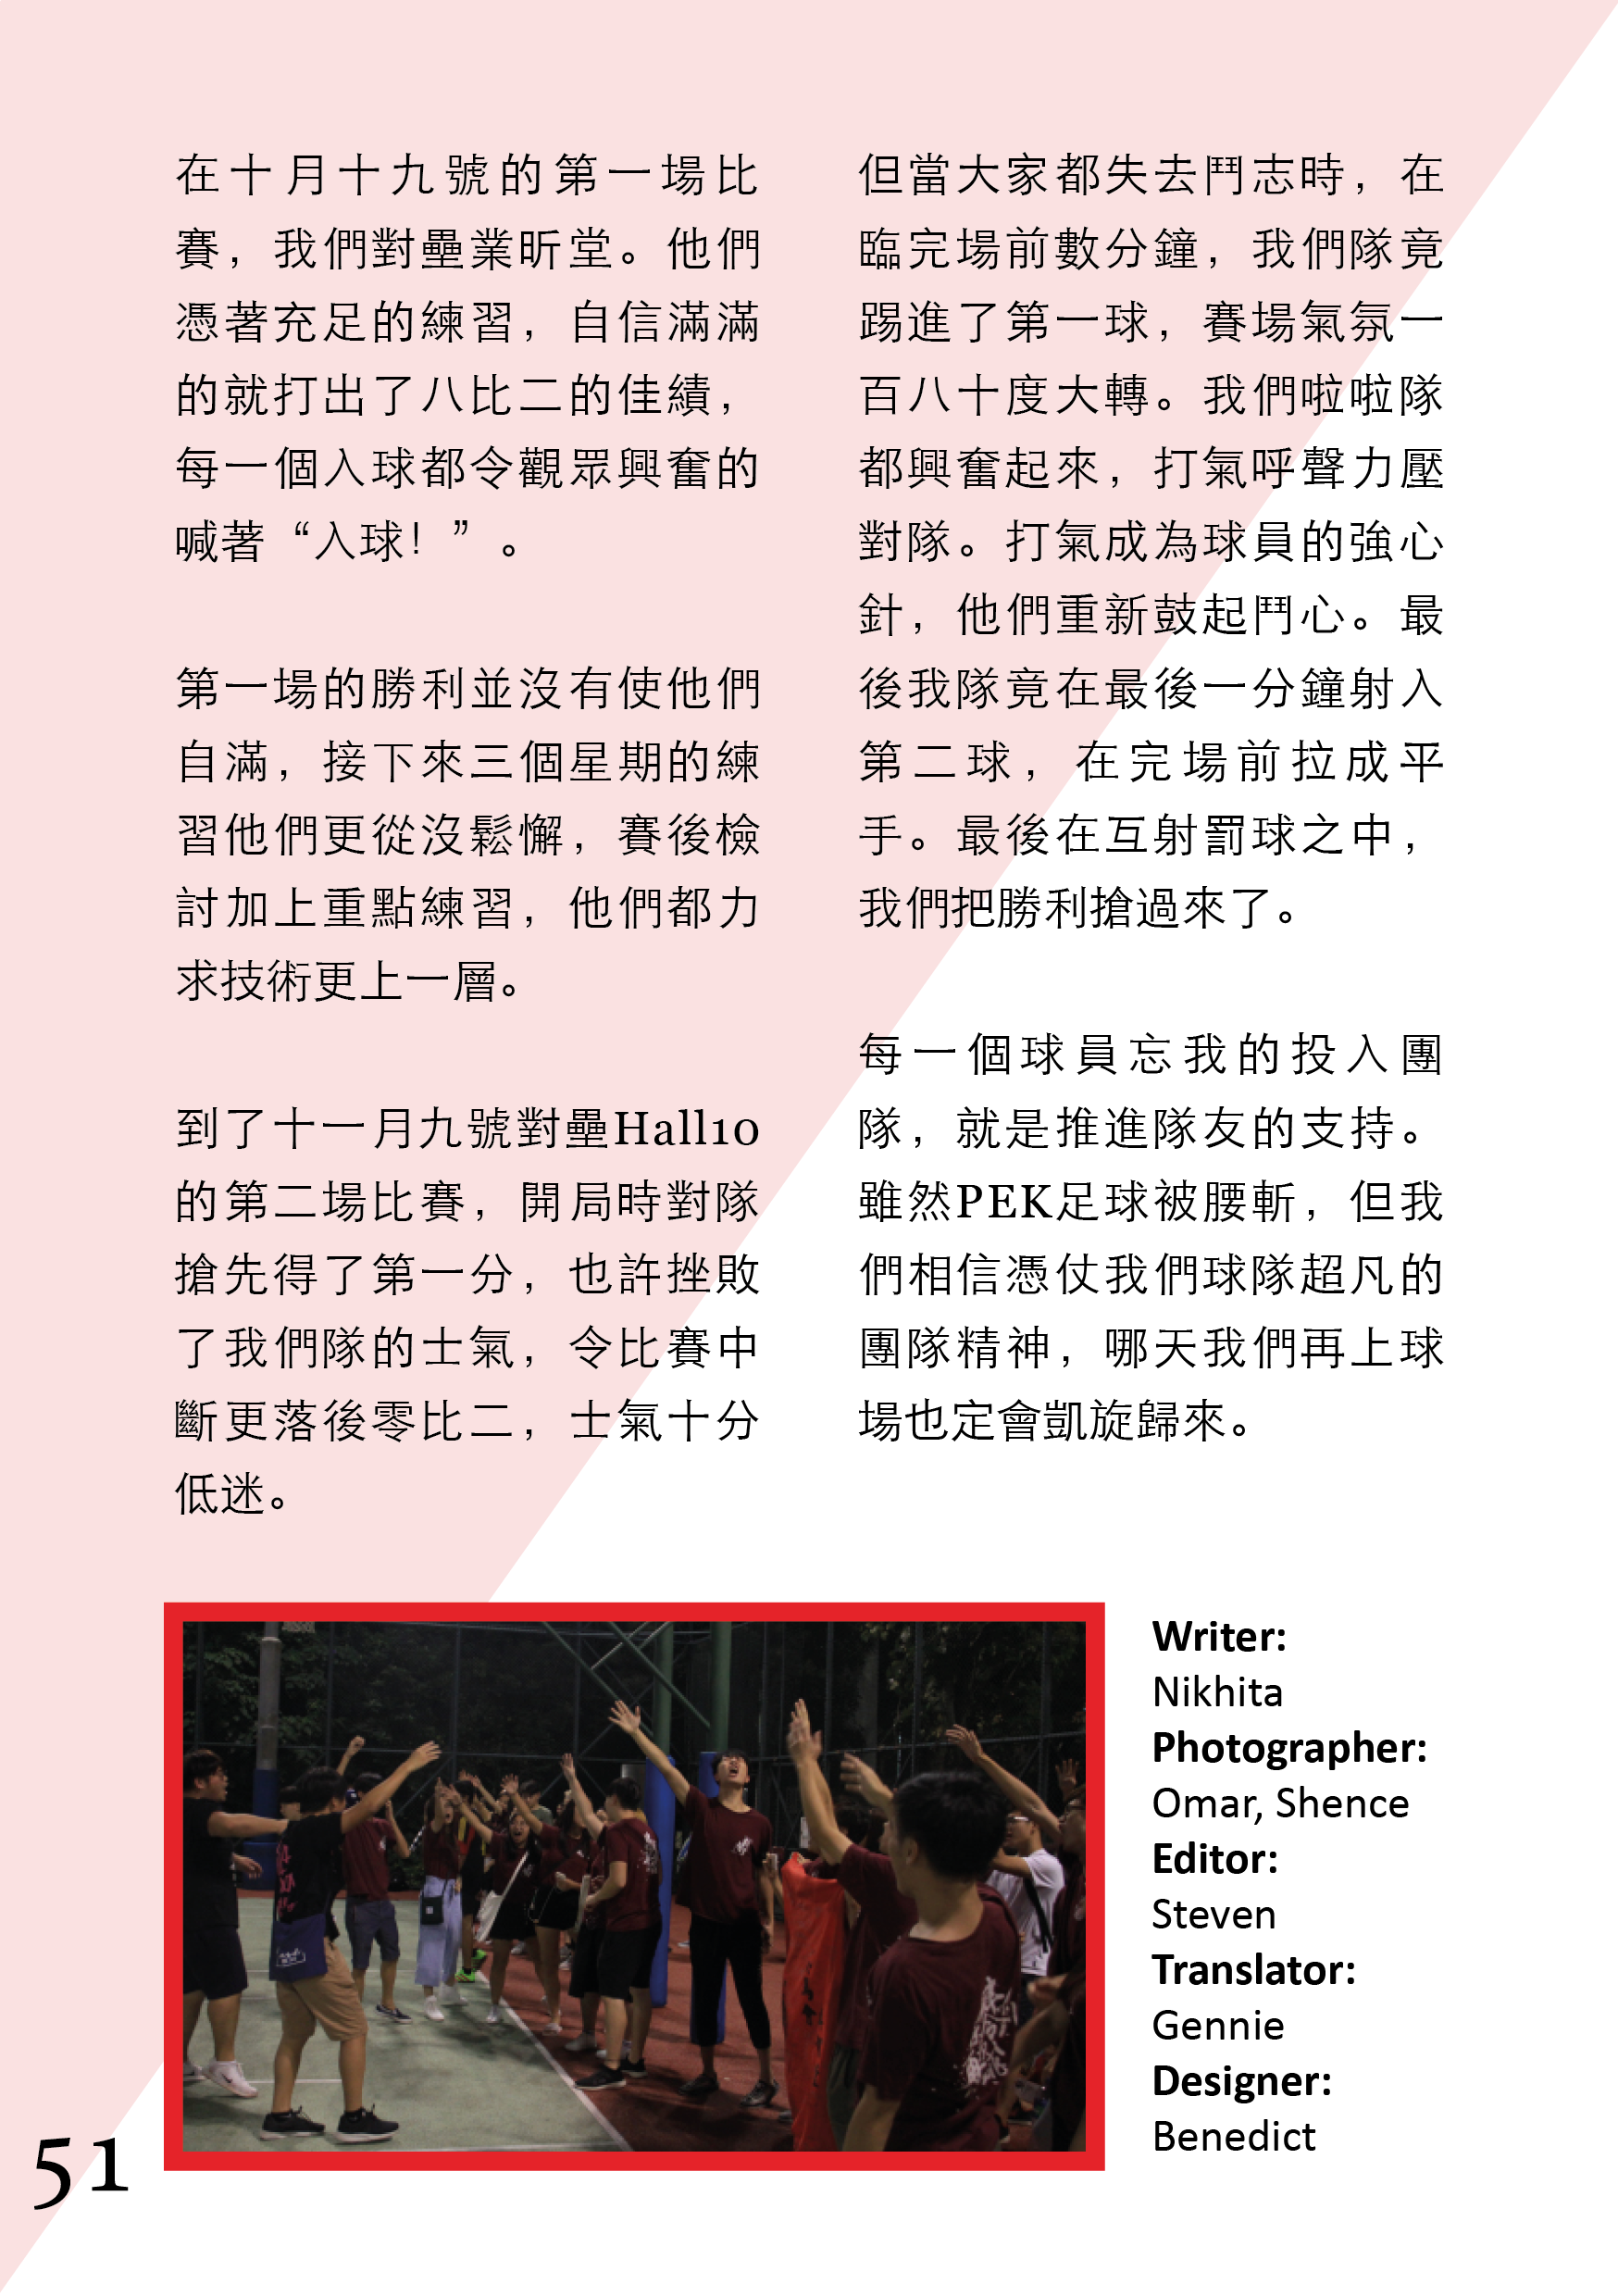 在十月十九號的第一場比
賽，我們對壘業昕堂。他們
憑著充足的練習，自信滿滿
的就打出了八比二的佳績，
每一個入球都令觀眾興奮的
喊著“入球！”。
第一場的勝利並沒有使他們
自滿，接下來三個星期的練
習他們更從沒鬆懈，賽後檢
討加上重點練習，他們都力
求技術更上一層。
到了十一月九號對壘Hall10
的第二場比賽，開局時對隊
搶先得了第一分，也許挫敗
了我們隊的士氣，令比賽中
斷更落後零比二，士氣十分
低迷。
但當大家都失去鬥志時，在
臨完場前數分鐘，我們隊竟
踢進了第一球，賽場氣氛一
百八十度大轉。我們啦啦隊
都興奮起來，打氣呼聲力壓
對隊。打氣成為球員的強心
針，他們重新鼓起鬥心。最
後我隊竟在最後一分鐘射入
第二球，在完場前拉成平
手。最後在互射罰球之中，
我們把勝利搶過來了。
每一個球員忘我的投入團
隊，就是推進隊友的支持。
雖然PEK足球被腰斬，但我
們相信憑仗我們球隊超凡的
團隊精神，哪天我們再上球
場也定會凱旋歸來。
Writer:
Nikhita
Photographer:
Omar, Shence
Editor:
Steven
Translator:
Gennie
Designer:
Benedict
51